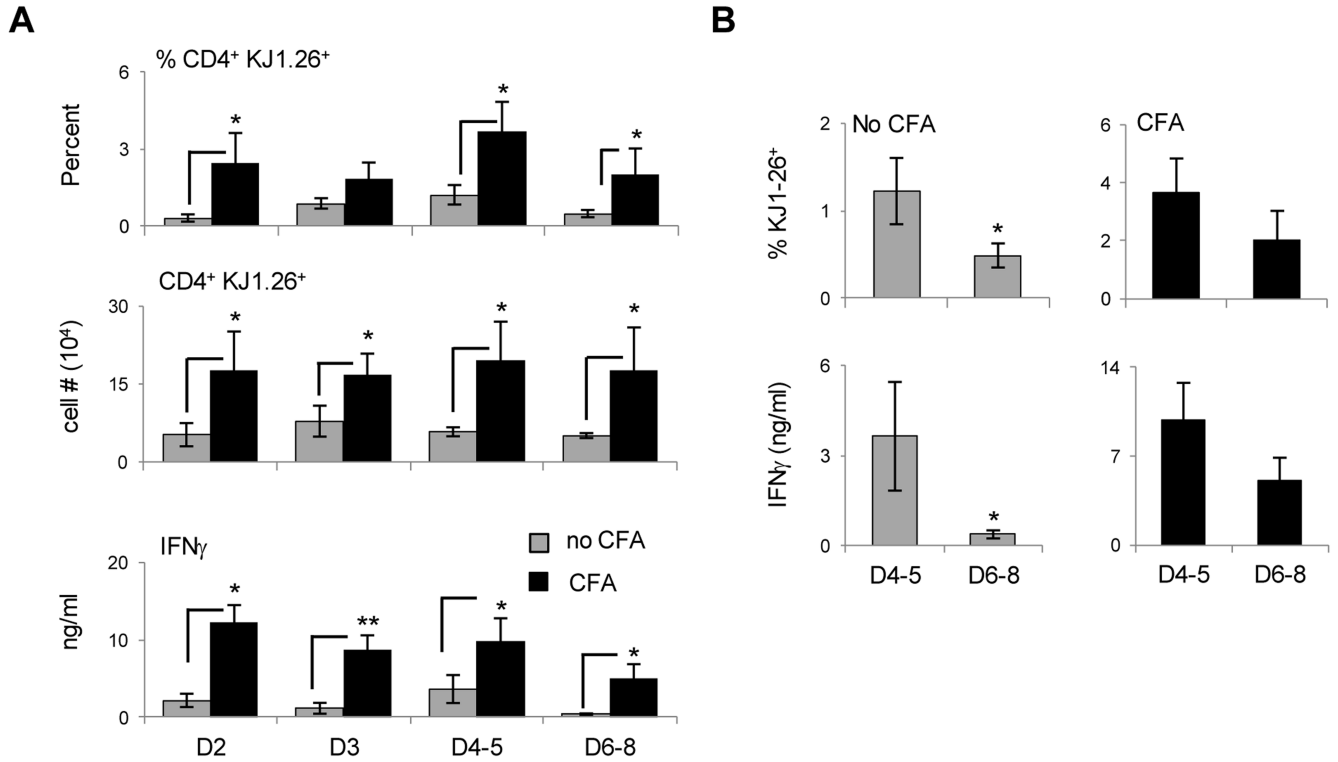 A
% CD4⁺ KJ1.26⁺
Percent
6
3
0
*
*
*
CD4⁺ KJ1.26⁺
cell # (10⁴)
30
15
0
*
*
*
*
IFNγ
ng/ml
20
10
0
no CFA
CFA
*
**
*
*
D2 D3 D4-5 D6-8
B
No CFA
% KJ1-26⁺
2
1
0
*
CFA
6
4
2
0
IFNγ (ng/ml)
6
3
0
*
D4-5 D6-8
14
7
0
D4-5 D6-8